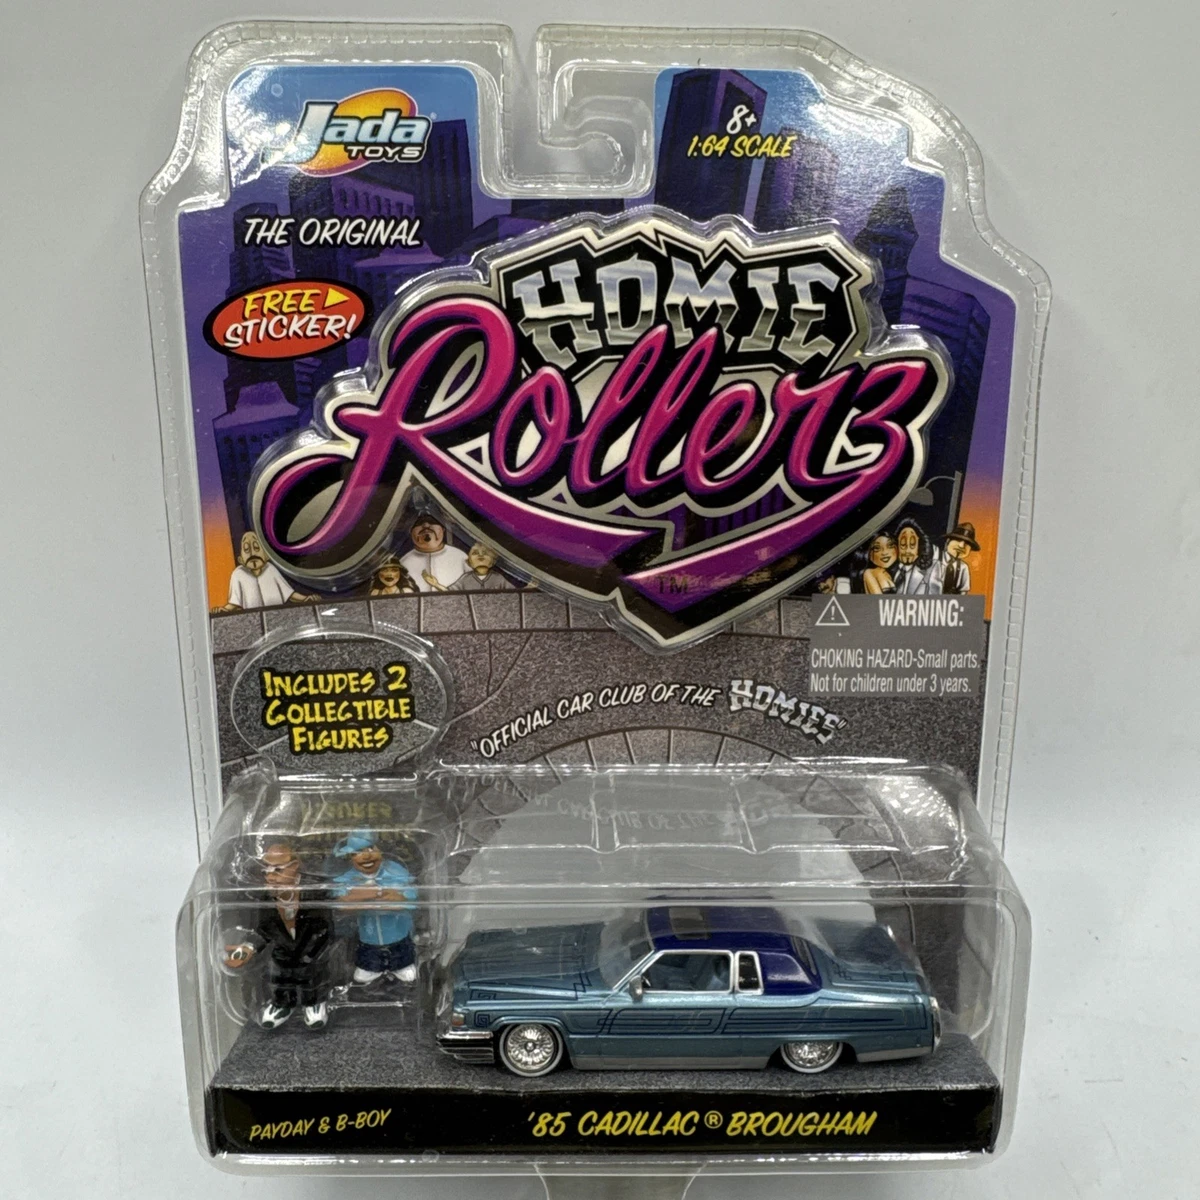 Jada
TOYS
8+
1:64 SCALE
THE ORIGINAL
FREE
STICKER!
HOMIE
Rollerz
TM
WARNING:
CHOKING HAZARD-Small parts.
Not for children under 3 years.
INCLUDES 2
COLLECTIBLE
FIGURES
"OFFICIAL CAR CLUB OF THE HOMIES"
PAYDAY & B-BOY
'85 CADILLAC® BROUGHAM